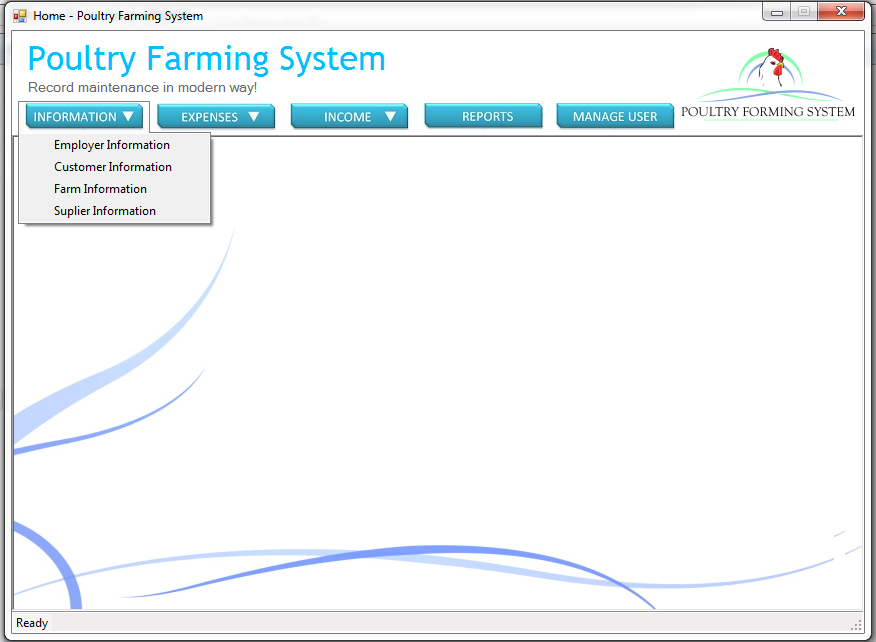 Home - Poultry Farming System
Poultry Farming System
Record maintenance in modern way!
INFORMATION ▼
EXPENSES ▼
INCOME ▼
REPORTS
MANAGE USER
POULTRY FORMING SYSTEM
Employer Information
Customer Information
Farm Information
Suplier Information
Ready